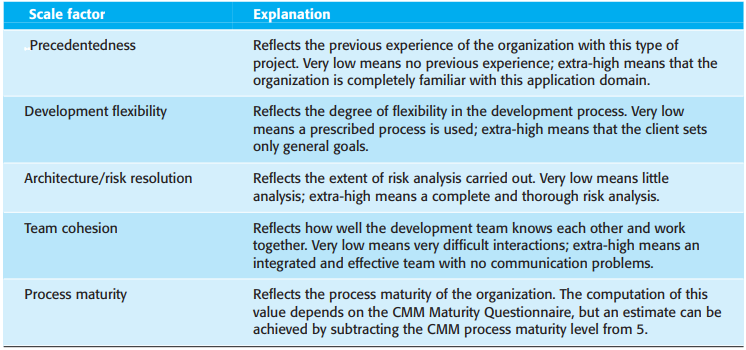 Scale factor Explanation
Precedentedness Reflects the previous experience of the organization with this type of
project. Very low means no previous experience; extra-high means that the
organization is completely familiar with this application domain.
Development flexibility Reflects the degree of flexibility in the development process. Very low
means a prescribed process is used; extra-high means that the client sets
only general goals.
Architecture/risk resolution Reflects the extent of risk analysis carried out. Very low means little
analysis; extra-high means a complete and thorough risk analysis.
Team cohesion Reflects how well the development team knows each other and work
together. Very low means very difficult interactions; extra-high means an
integrated and effective team with no communication problems.
Process maturity Reflects the process maturity of the organization. The computation of this
value depends on the CMM Maturity Questionnaire, but an estimate can be
achieved by subtracting the CMM process maturity level from 5.